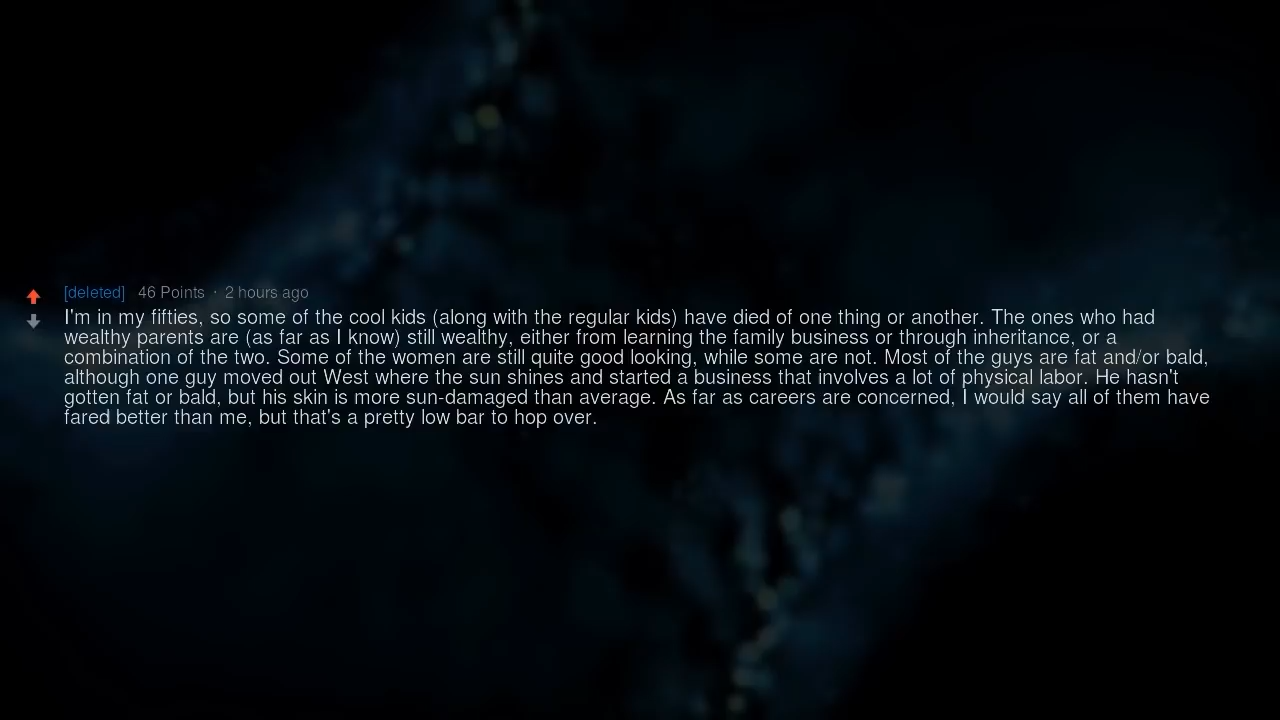 [deleted] 46 Points · 2 hours ago
I'm in my fifties, so some of the cool kids (along with the regular kids) have died of one thing or another. The ones who had
wealthy parents are (as far as I know) still wealthy, either from learning the family business or through inheritance, or a
combination of the two. Some of the women are still quite good looking, while some are not. Most of the guys are fat and/or bald,
although one guy moved out West where the sun shines and started a business that involves a lot of physical labor. He hasn't
gotten fat or bald, but his skin is more sun-damaged than average. As far as careers are concerned, I would say all of them have
fared better than me, but that's a pretty low bar to hop over.